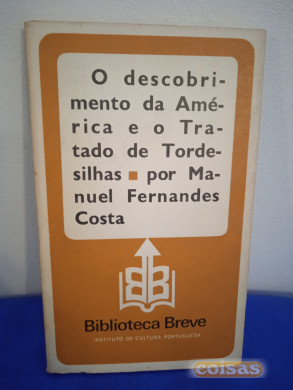 O descobri-
mento da Amé-
rica e o Tra-
tado de Torde-
silhas ▪ por Ma-
nuel Fernandes
Costa
Biblioteca Breve
INSTITUTO DE CULTURA PORTUGUESA
coisas